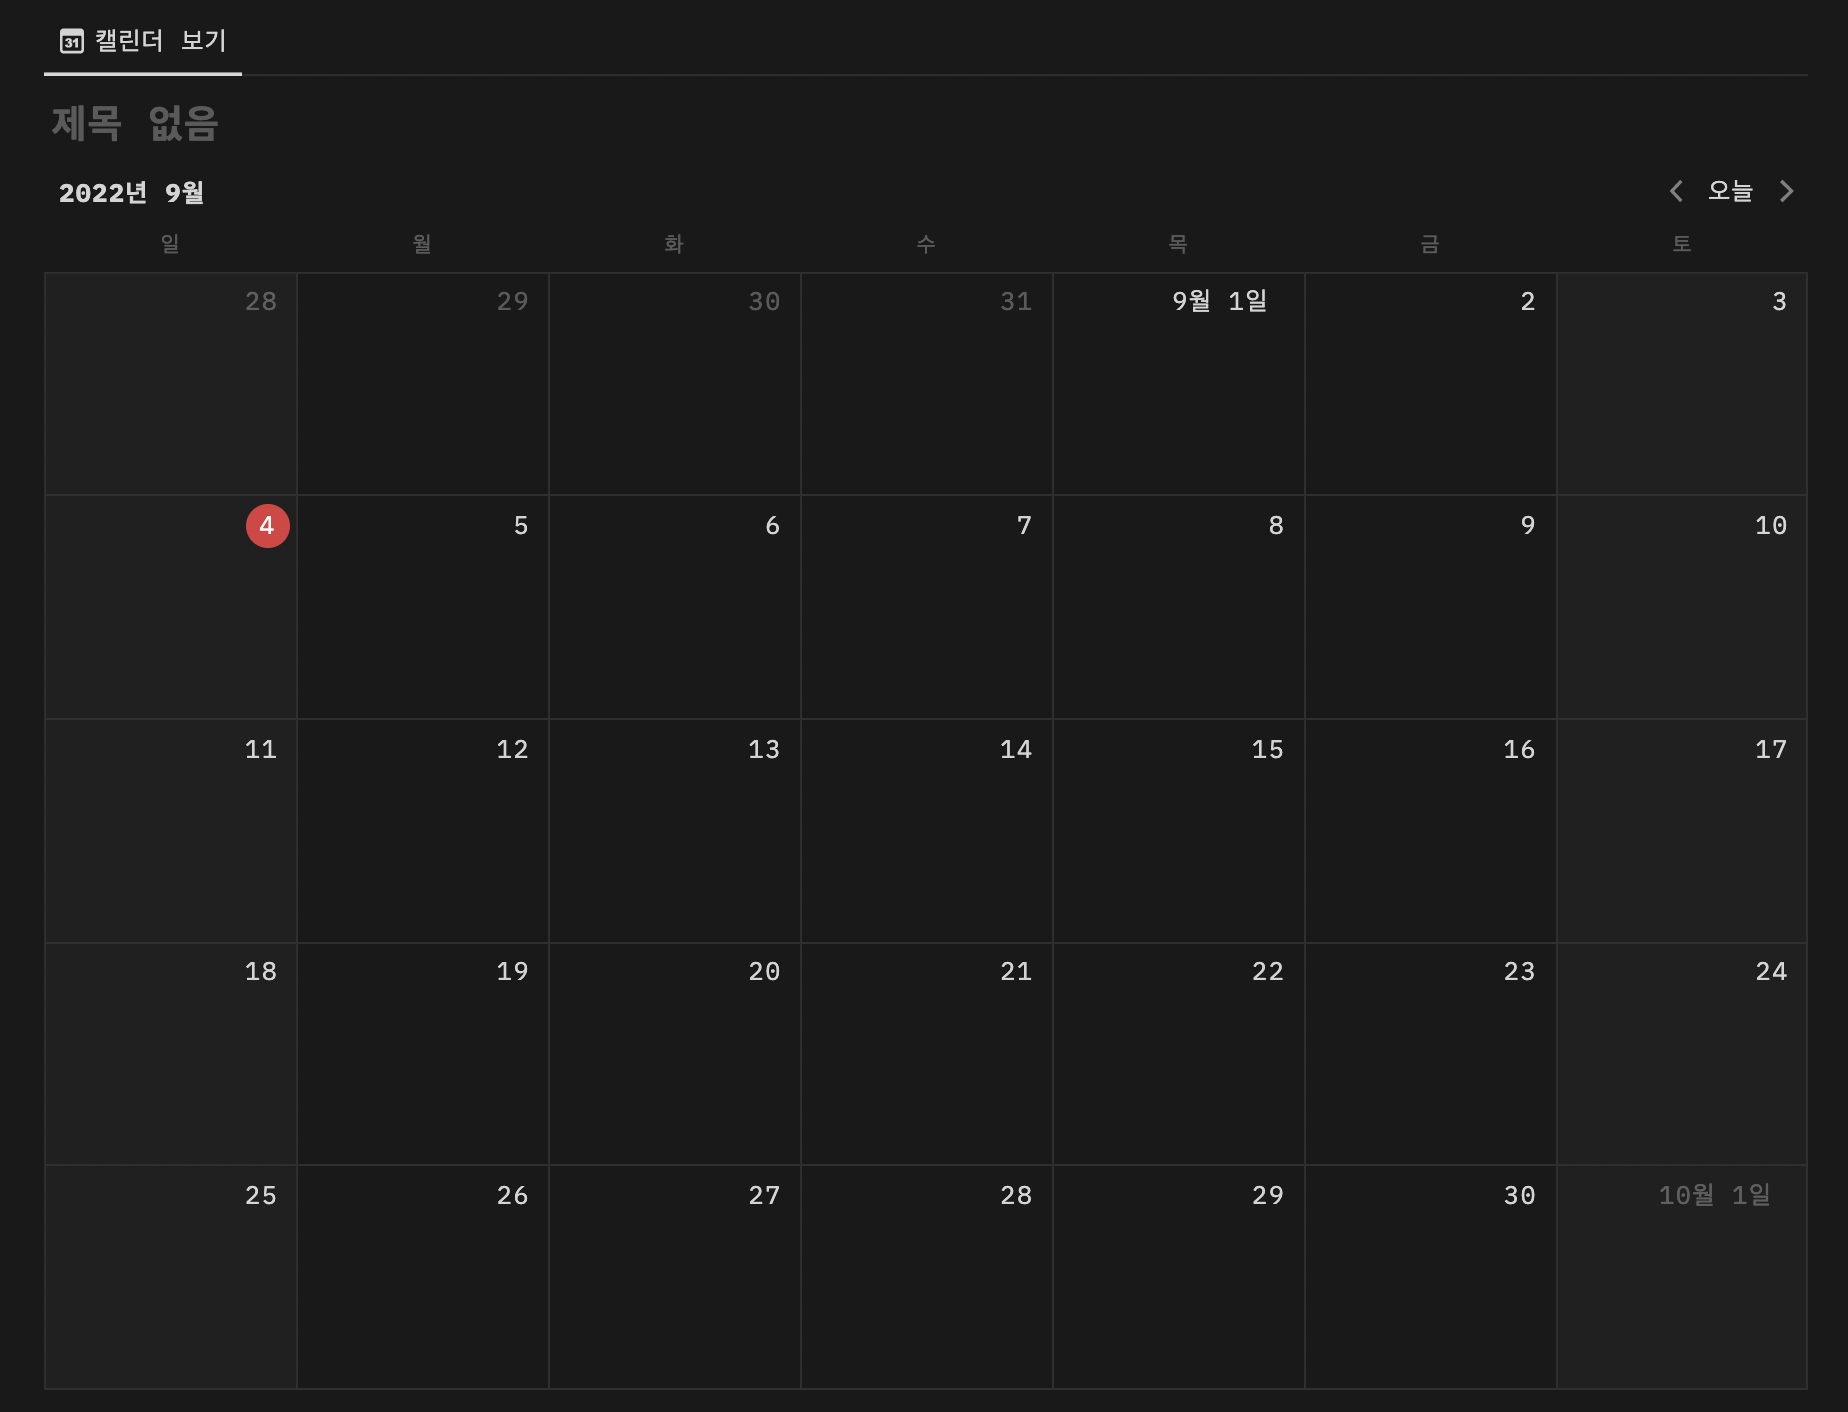 31 캘린더 보기
제목 없음
2022년 9월 오늘
일 월 화 수 목 금 토
28 29 30 31 9월 1일 2 3
4 5 6 7 8 9 10
11 12 13 14 15 16 17
18 19 20 21 22 23 24
25 26 27 28 29 30 10월 1일